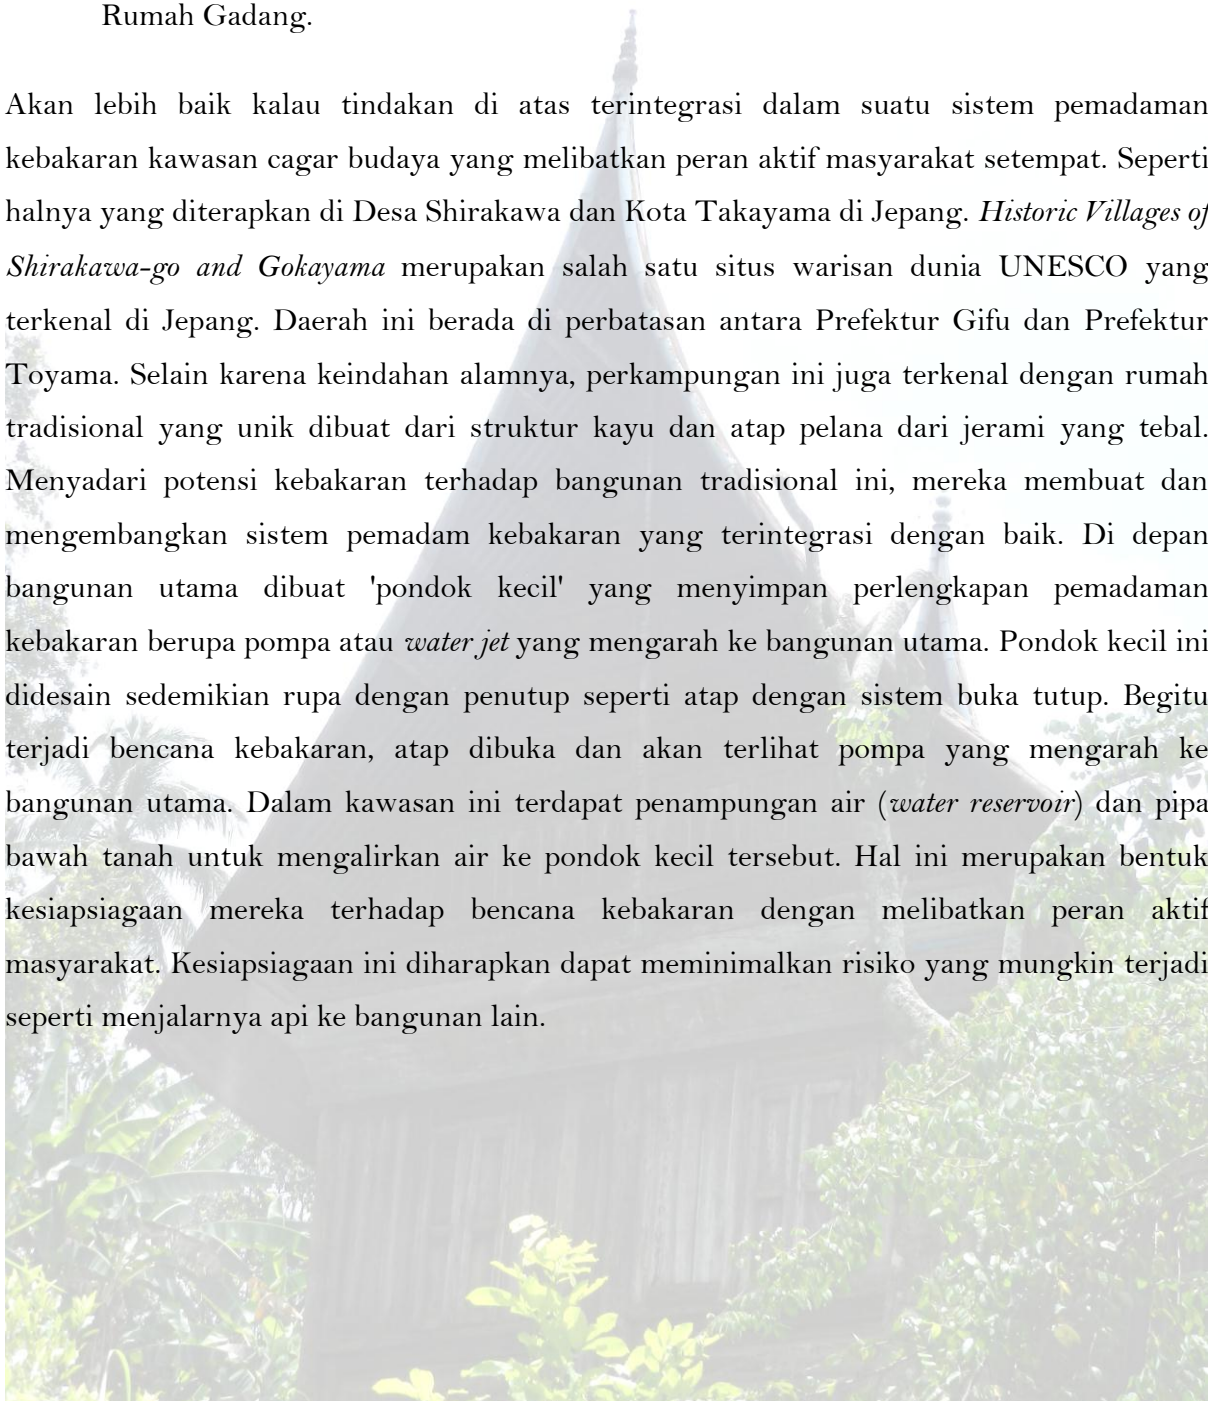 Rumah Gadang.
Akan lebih baik kalau tindakan di atas terintegrasi dalam suatu sistem pemadaman
kebakaran kawasan cagar budaya yang melibatkan peran aktif masyarakat setempat. Seperti
halnya yang diterapkan di Desa Shirakawa dan Kota Takayama di Jepang. Historic Villages of
Shirakawa-go and Gokayama merupakan salah satu situs warisan dunia UNESCO yang
terkenal di Jepang. Daerah ini berada di perbatasan antara Prefektur Gifu dan Prefektur
Toyama. Selain karena keindahan alamnya, perkampungan ini juga terkenal dengan rumah
tradisional yang unik dibuat dari struktur kayu dan atap pelana dari jerami yang tebal.
Menyadari potensi kebakaran terhadap bangunan tradisional ini, mereka membuat dan
mengembangkan sistem pemadam kebakaran yang terintegrasi dengan baik. Di depan
bangunan utama dibuat 'pondok kecil' yang menyimpan perlengkapan pemadaman
kebakaran berupa pompa atau water jet yang mengarah ke bangunan utama. Pondok kecil ini
didesain sedemikian rupa dengan penutup seperti atap dengan sistem buka tutup. Begitu
terjadi bencana kebakaran, atap dibuka dan akan terlihat pompa yang mengarah ke
bangunan utama. Dalam kawasan ini terdapat penampungan air (water reservoir) dan pipa
bawah tanah untuk mengalirkan air ke pondok kecil tersebut. Hal ini merupakan bentuk
kesiapsiagaan mereka terhadap bencana kebakaran dengan melibatkan peran aktif
masyarakat. Kesiapsiagaan ini diharapkan dapat meminimalkan risiko yang mungkin terjadi
seperti menjalarnya api ke bangunan lain.